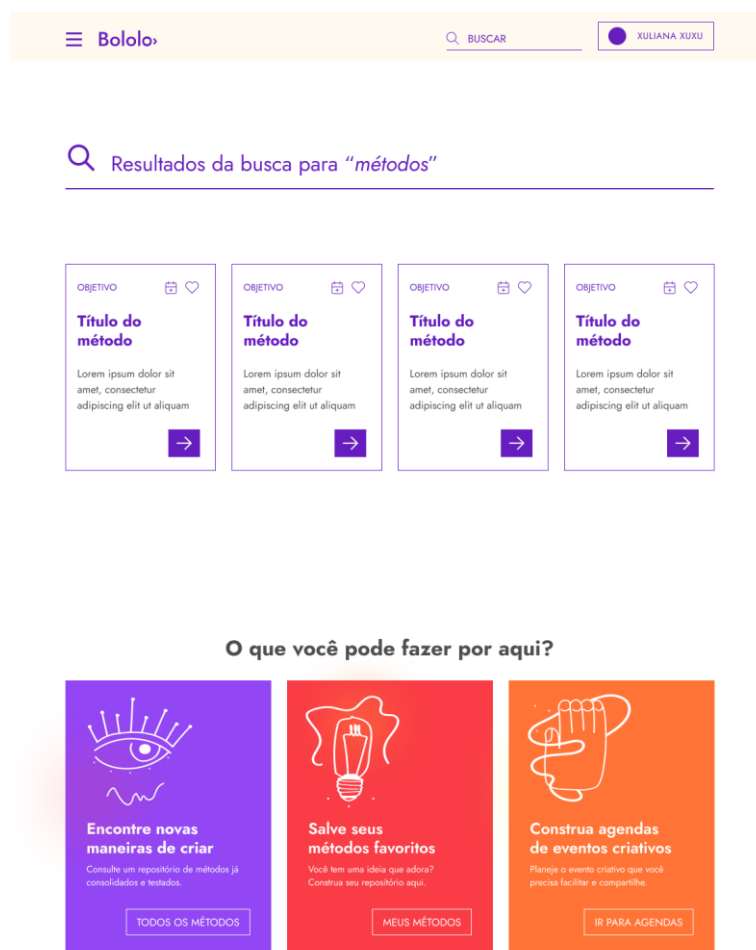 Bololo›
BUSCAR
XULIANA XUXU
Resultados da busca para “métodos”
OBJETIVO
Título do
método
Lorem ipsum dolor sit
amet, consectetur
adipiscing elit ut aliquam
OBJETIVO
Título do
método
Lorem ipsum dolor sit
amet, consectetur
adipiscing elit ut aliquam
OBJETIVO
Título do
método
Lorem ipsum dolor sit
amet, consectetur
adipiscing elit ut aliquam
OBJETIVO
Título do
método
Lorem ipsum dolor sit
amet, consectetur
adipiscing elit ut aliquam
O que você pode fazer por aqui?
Encontre novas
maneiras de criar
Consulte um repositório de métodos já
consolidados e testados.
TODOS OS MÉTODOS
Salve seus
métodos favoritos
Você tem uma ideia que adora?
Construa seu repositório aqui.
MEUS MÉTODOS
Construa agendas
de eventos criativos
Planeje o evento criativo que você
precisa facilitar e compartilhe.
IR PARA AGENDAS